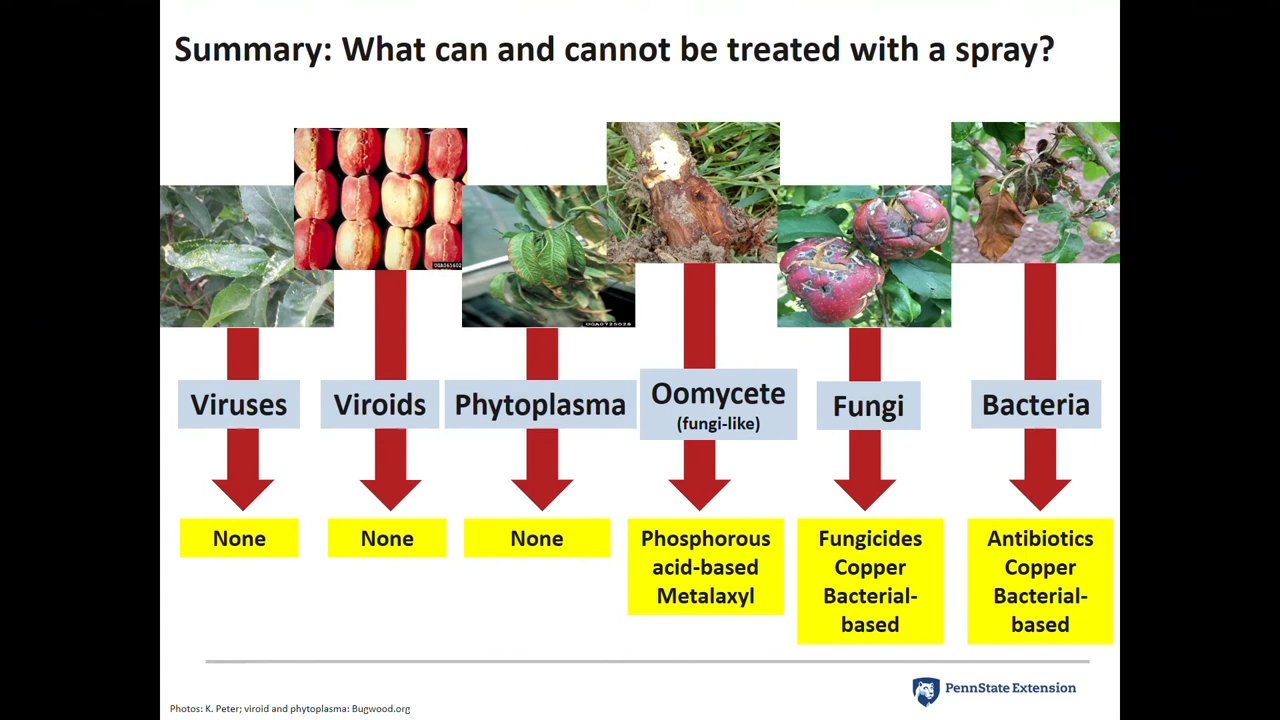 Summary: What can and cannot be treated with a spray?
UGA065602
UGA0725028
Viruses
Viroids
Phytoplasma
Oomycete
(fungi-like)
Fungi
Bacteria
None
None
None
Phosphorous
acid-based
Metalaxyl
Fungicides
Copper
Bacterial-
based
Antibiotics
Copper
Bacterial-
based
PennState Extension
Photos: K. Peter; viroid and phytoplasma: Bugwood.org